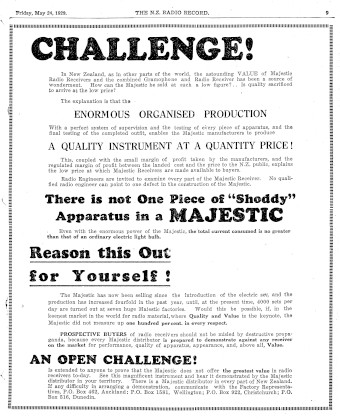 Friday, May 24, 1929.
THE N.Z. RADIO RECORD.
9
CHALLENGE!
In New Zealand, as in other parts of the world, the astounding VALUE of Majestic
Radio Receivers and the combined Gramophone and Radio Receiver has been a source of
wonderment. How can the Majestic be sold at such a low figure? . . is quality sacrificed
to arrive at the low price?
The explanation is that the
ENORMOUS ORGANISED PRODUCTION
With a perfect system of supervision and the testing of every piece of apparatus, and the
dual testing of the completed outfit, enables the Majestic manufacturers to produce
A QUALITY INSTRUMENT AT A QUANTITY PRICE!
This, coupled with the small margin of profit taken by the manufacturers, and the
regulated margin of profit between the landed cost and the price to the N.Z. public, explains
the low price at which Majestic Receivers are made available to buyers.
Radio Engineers are invited to examine every part of the Majestic Receiver. No quali-
fied radio engineer can point to one defect in the construction of the Majestic.
There is not One Piece of "Shoddy"
Apparatus in a MAJESTIC
Even with the enormous power of the Majestic, the total current consumed is no greater
than that of an ordinary electric light bulb.
Reason this Out
for Yourself !
The Majestic has now been selling since the introduction of the electric set, and the
production has increased fourfold in the past year, until, at the present time, 4000 sets per
day are turned out at seven huge Majestic factories. Would this be possible, if, in the
keenest market in the world for radio material, where Quality and Value is the keynote, the
Majestic did not measure up one hundred percent. in every respect.
PROSPECTIVE BUYERS of radio receivers should not be misled by destructive propa-
ganda, because every Majestic distributor is prepared to demonstrate against any receiver
on the market for performance, quality of apparatus, appearance, and, above all, Value.
AN OPEN CHALLENGE!
Is extended to anyone to prove that the Majestic does not offer the greatest value in radio
receivers to-day. See this magnificent instrument and hear it demonstrated by the Majestic
distributor in your territory. There is a Majestic distributor in every part of New Zealand.
If any difficulty in arranging a demonstration, communicate with the Factory Representa-
tives, P.O. Box 462, Auckland; P.O. Box 1581, Wellington; P.O. Box 922, Christchurch; P.O.
Box 516, Dunedin.